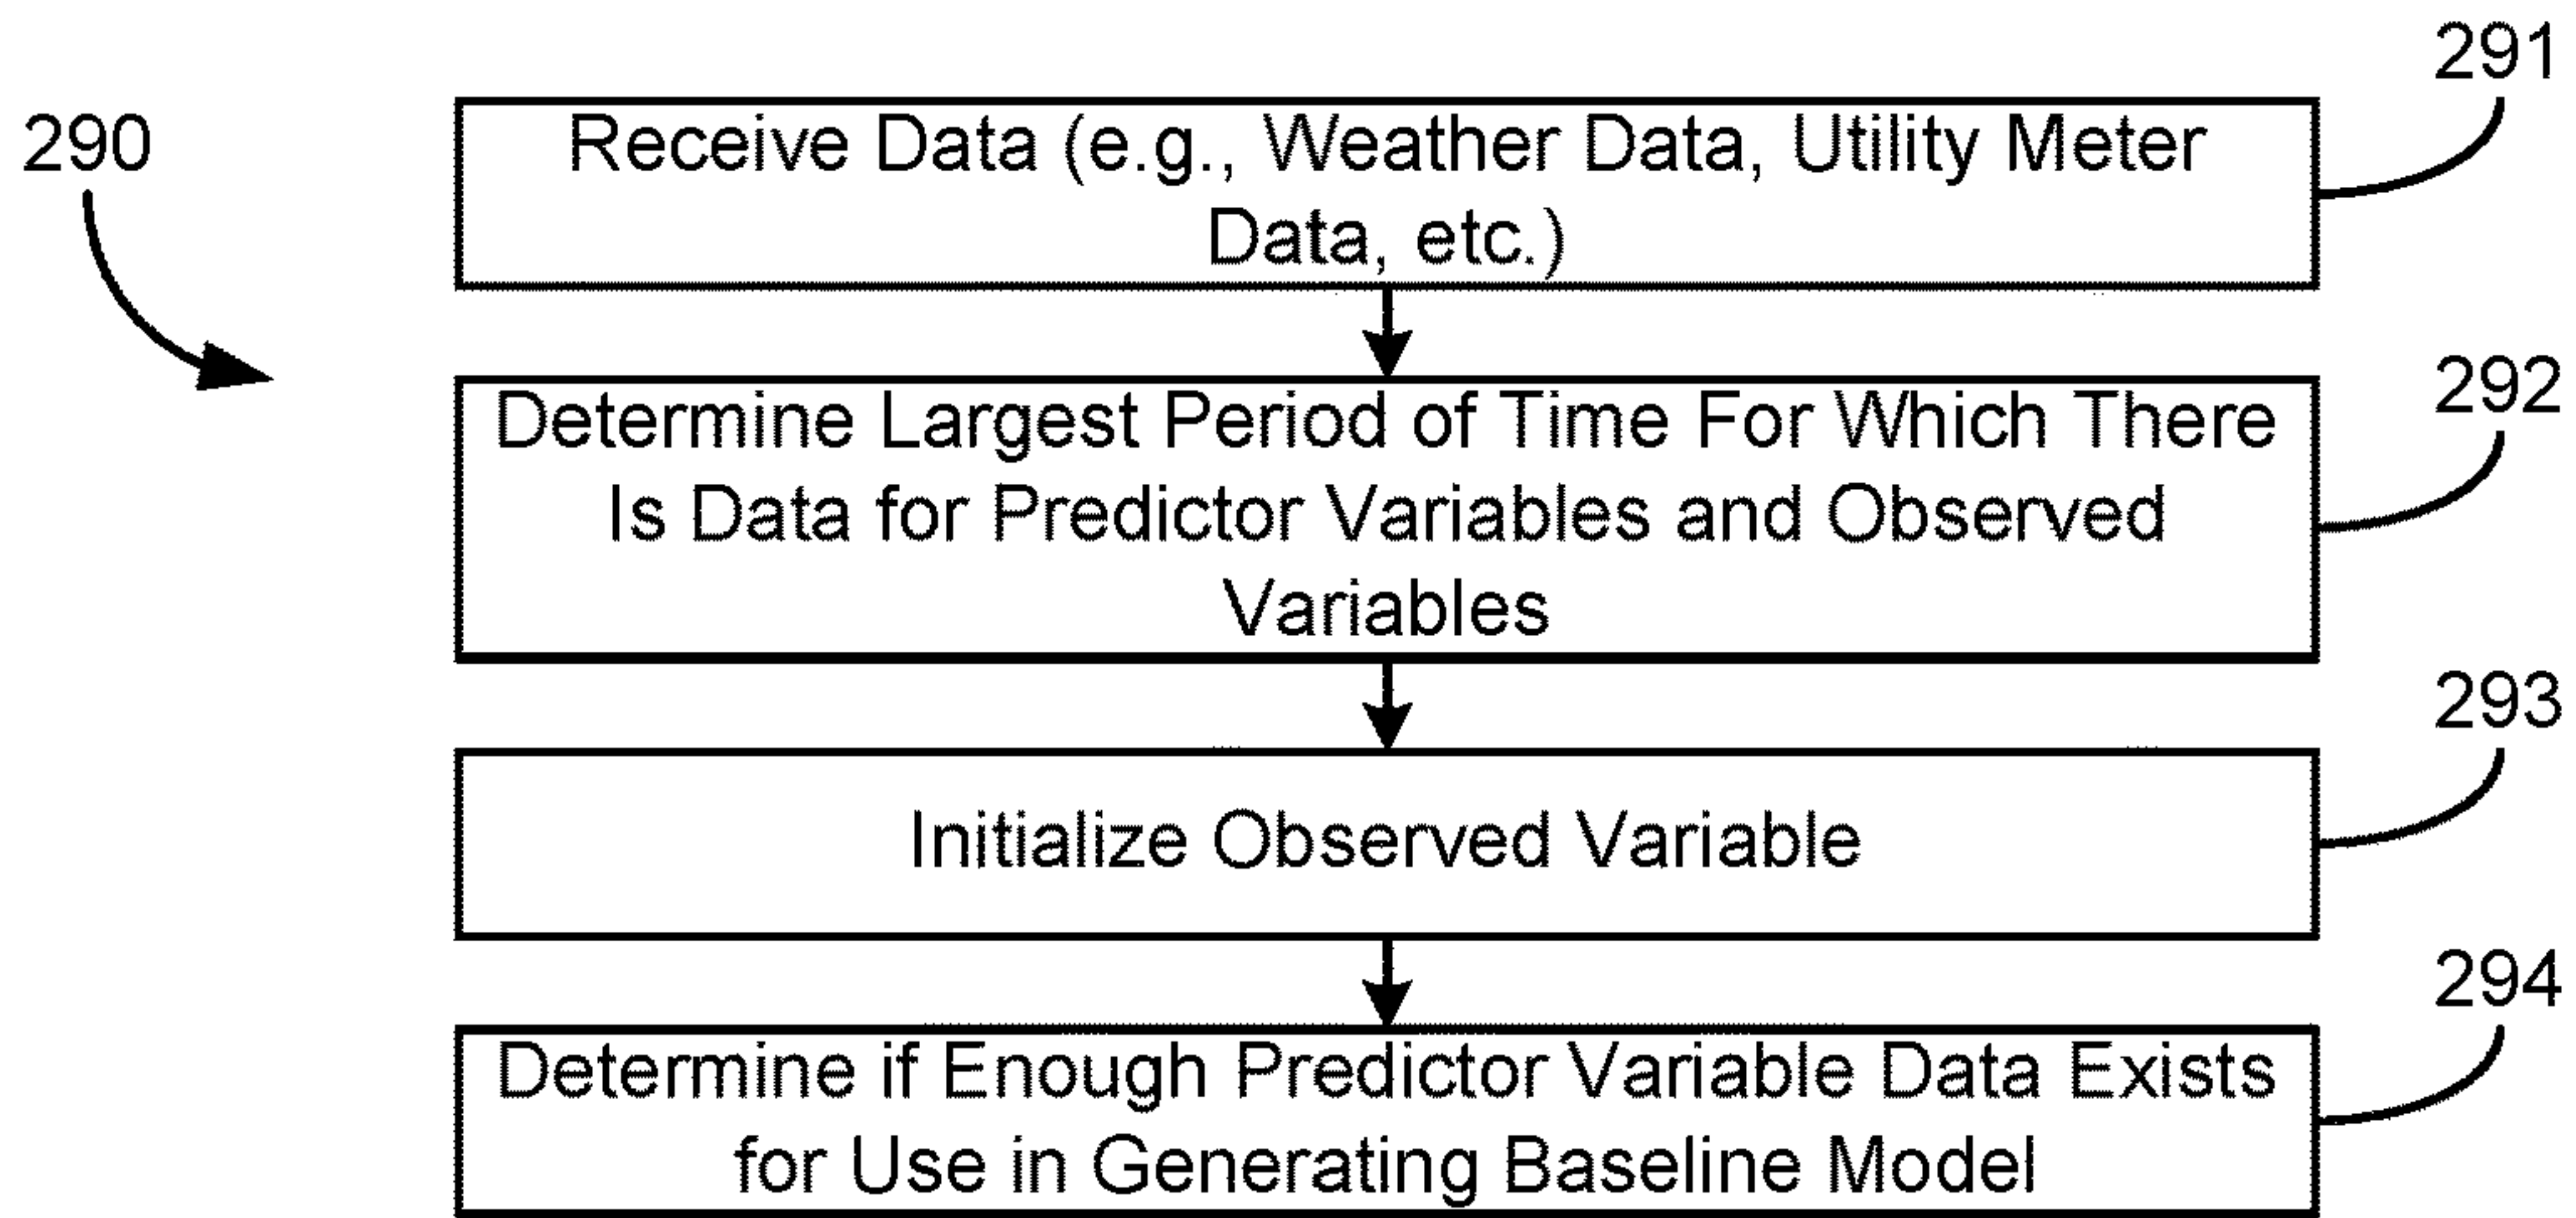 291
290
Receive Data (e.g., Weather Data, Utility Meter
Data, etc.)
292
Determine Largest Period of Time For Which There
Is Data for Predictor Variables and Observed
Variables
293
Initialize Observed Variable
294
Determine if Enough Predictor Variable Data Exists
for Use in Generating Baseline Model